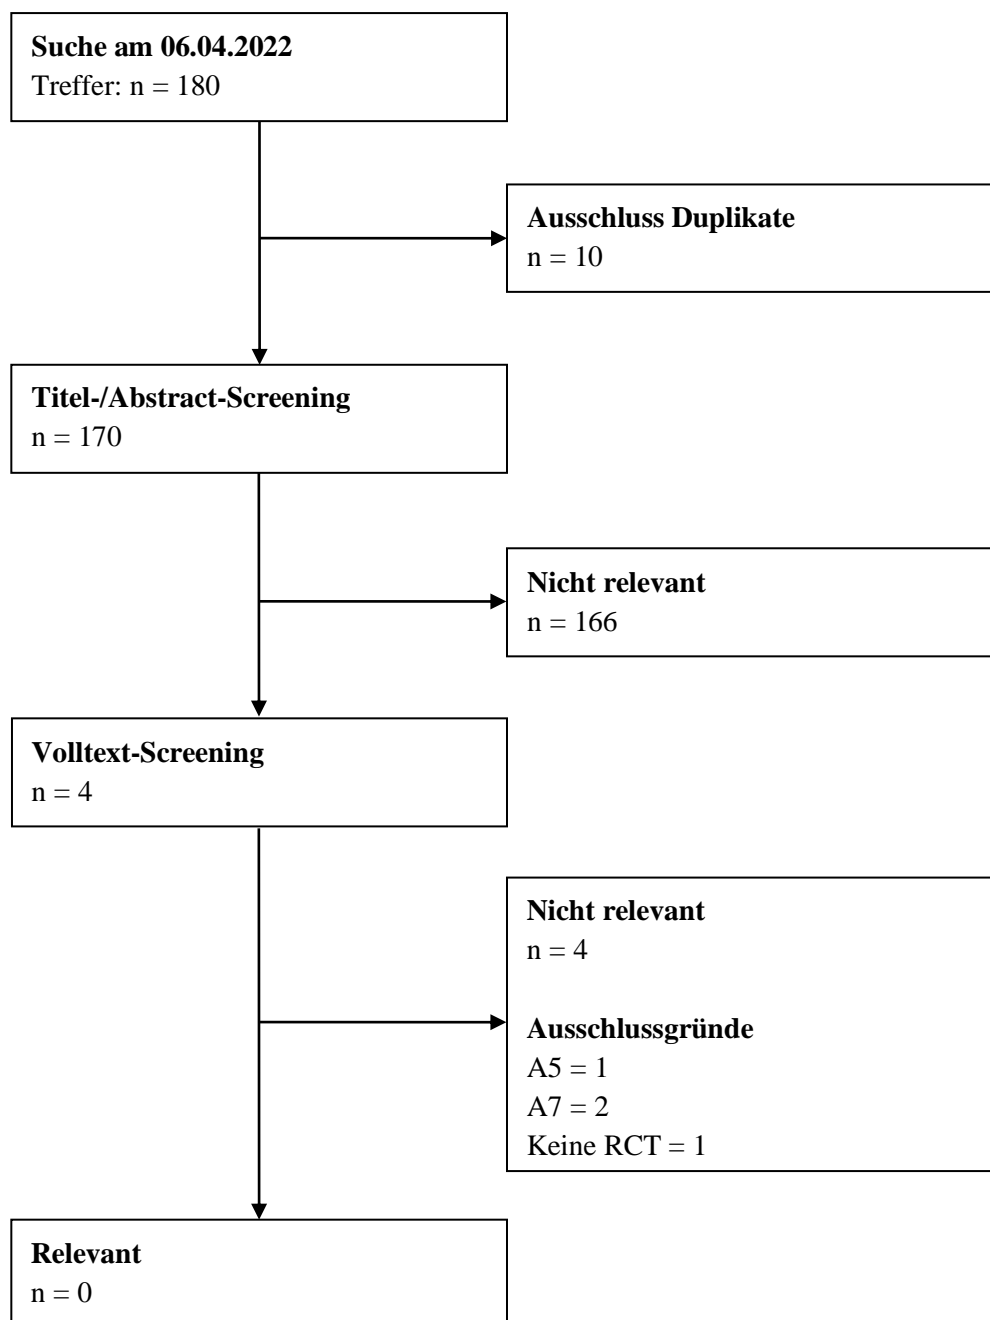 Suche am 06.04.2022
Treffer: n = 180
Ausschluss Duplikate
n = 10
Titel-/Abstract-Screening
n = 170
Nicht relevant
n = 166
Volltext-Screening
n = 4
Nicht relevant
n = 4
Ausschlussgründe
A5 = 1
A7 = 2
Keine RCT = 1
Relevant
n = 0